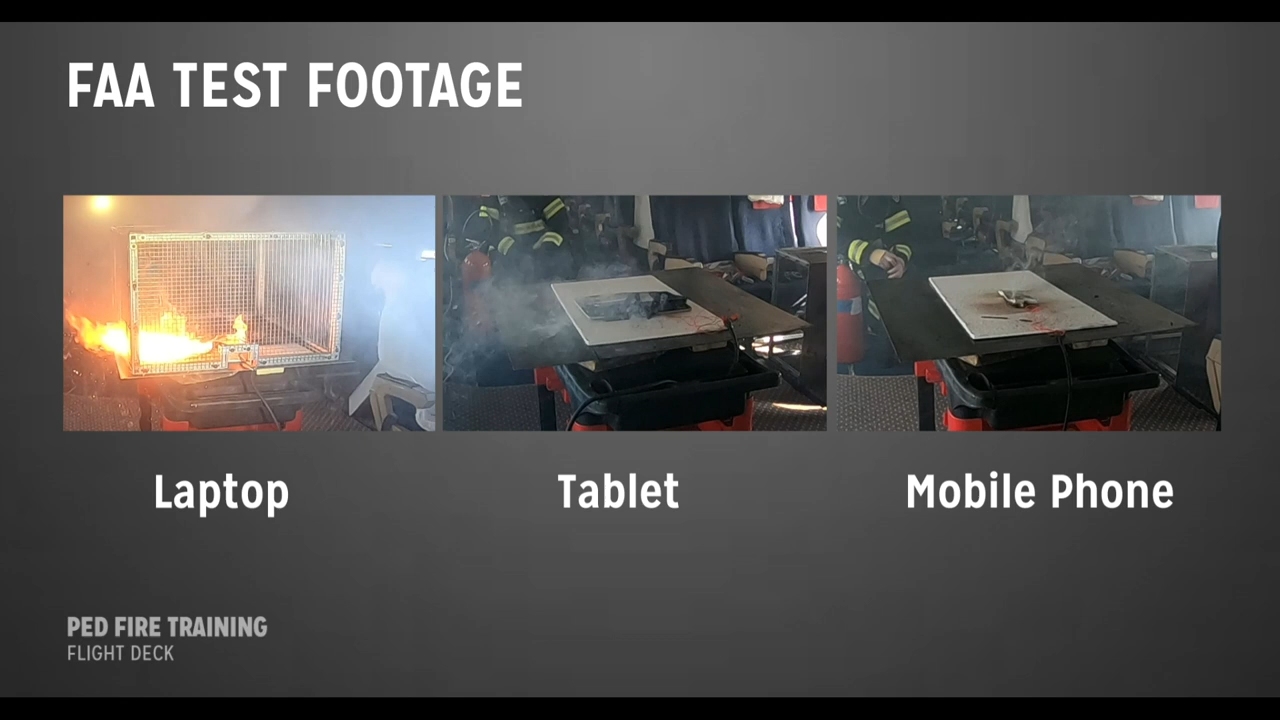 FAA TEST FOOTAGE
Laptop
Tablet
Mobile Phone
PED FIRE TRAINING
FLIGHT DECK